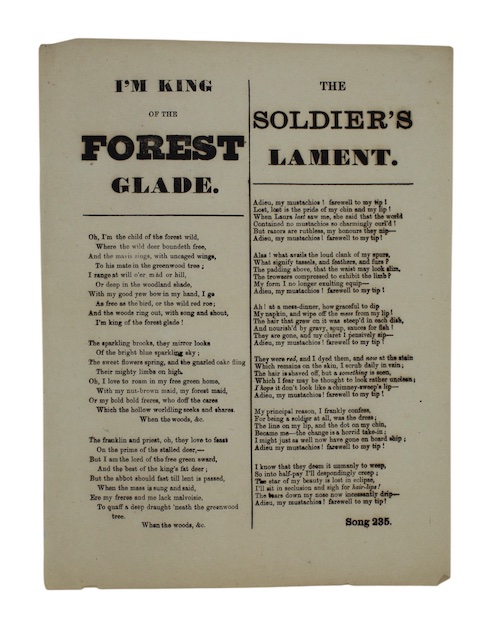 I'M KING
OF THE
FOREST
GLADE.
Oh, I'm the child of the forest wild,
Where the wild deer boundeth free,
And the mavis rings, with uncaged wings,
To his mate in the greenwood tree;
I range at will o'er mead or hill,
Or deep in the woodland shade,
With my good yew bow in my hand, I go
As free as the bird, or the wild red roe;
And the woods ring out, with song and shout,
I'm king of the forest glade!
The sparkling brooks, they mirror looks
Of the bright blue sparkling sky;
The sweet flowers spring, and the gnarled oaks fling
Their mighty limbs on high.
Oh, I love to roam in my free green home,
With my nut-brown maid, my forest maid,
Or my bold bold freres, who doff the cares
Which the hollow worldling seeks and shares.
When the woods, &c.
The franklin and priest, oh, they love to feast
On the prime of the stalled deer,—
But I am the lord of the free green sward,
And the best of the king's fat deer;
But the abbot should fast till lent is passed,
When the mass is sung and said,
Ere my freres and me lack malvoisie,
To quaff a deep draught 'neath the greenwood
tree.
When the woods, &c.
THE
SOLDIER'S
LAMENT.
Adieu, my mustachios! farewell to my tip!
Lost, lost is the pride of my chin and my lip!
When Laura last saw me, she said that the world
Contained no mustachios so charmingly curl'd!
But razors are ruthless, my honours they nip—
Adieu, my mustachios! farewell to my tip!
Alas! what avails the loud clank of my spurs,
What signify tassels, and feathers, and furs?
The padding above, that the waist may look slim,
The trowsers compressed to exhibit the limb?
My form I no longer exulting equip—
Adieu, my mustachios! farewell to my tip!
Ah! at a mess-dinner, how graceful to dip
My napkin, and wipe off the mess from my lip!
The hair that grew on it was steep'd in each dish,
And nourish'd by gravy, soup, sauces for fish!
They are gone, and my claret I pensively sip—
Adieu, my mustachios! farewell to my tip!
They were red, and I dyed them, and now at the stain
Which remains on the skin, I scrub daily in vain;
The hair is shaved off, but a something is seen,
Which I fear may be thought to look rather unclean;
I hope it don't look like a chimney-sweep's lip—
Adieu, my mustachios! farewell to my tip!
My principal reason, I frankly confess,
For being a soldier at all, was the dress;
The line on my lip, and the dot on my chin,
Became me—the change is a horrid take-in;
I might just as well now have gone on board ship;
Adieu my mustachios! farewell to my tip!
I know that they deem it unmanly to weep,
So into half-pay I'll despondingly creep;
The star of my beauty is lost in eclipse,
I'll sit in seclusion and sigh for hair-lips!
The tears down my nose now incessantly drip—
Adieu, my mustachios! farewell to my tip!
Song 235.